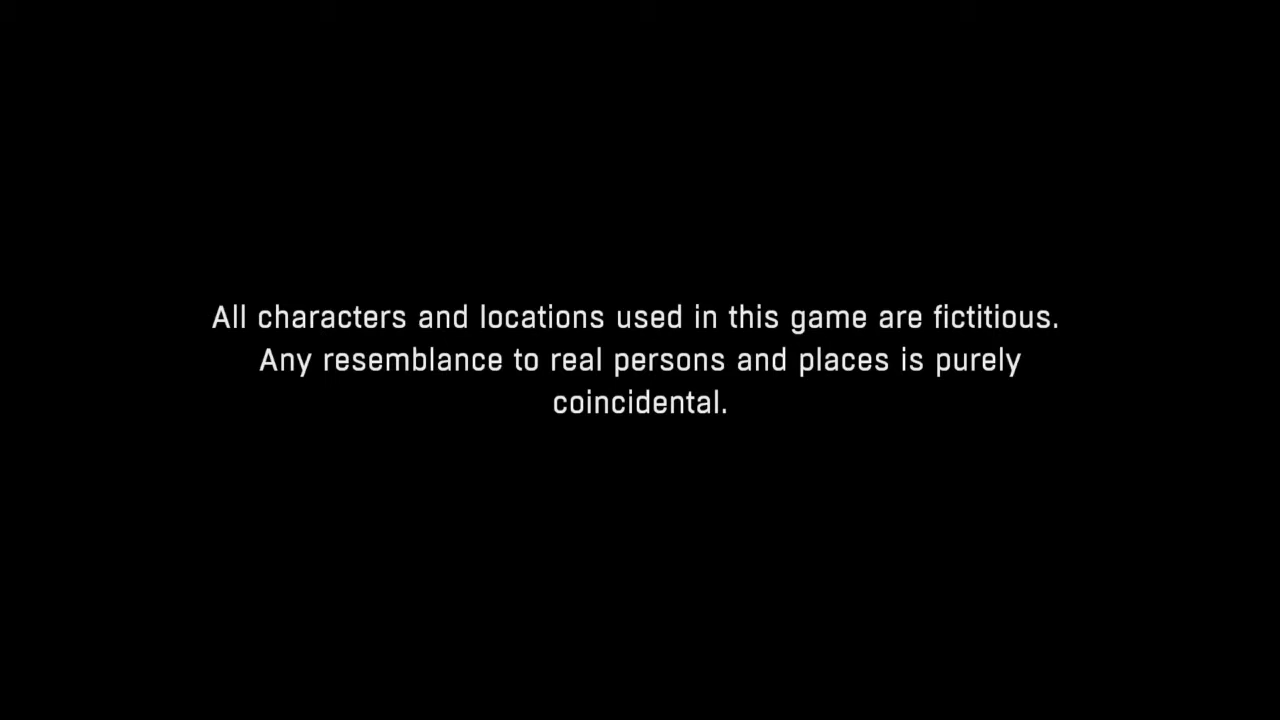 All characters and locations used in this game are fictitious.
Any resemblance to real persons and places is purely
coincidental.